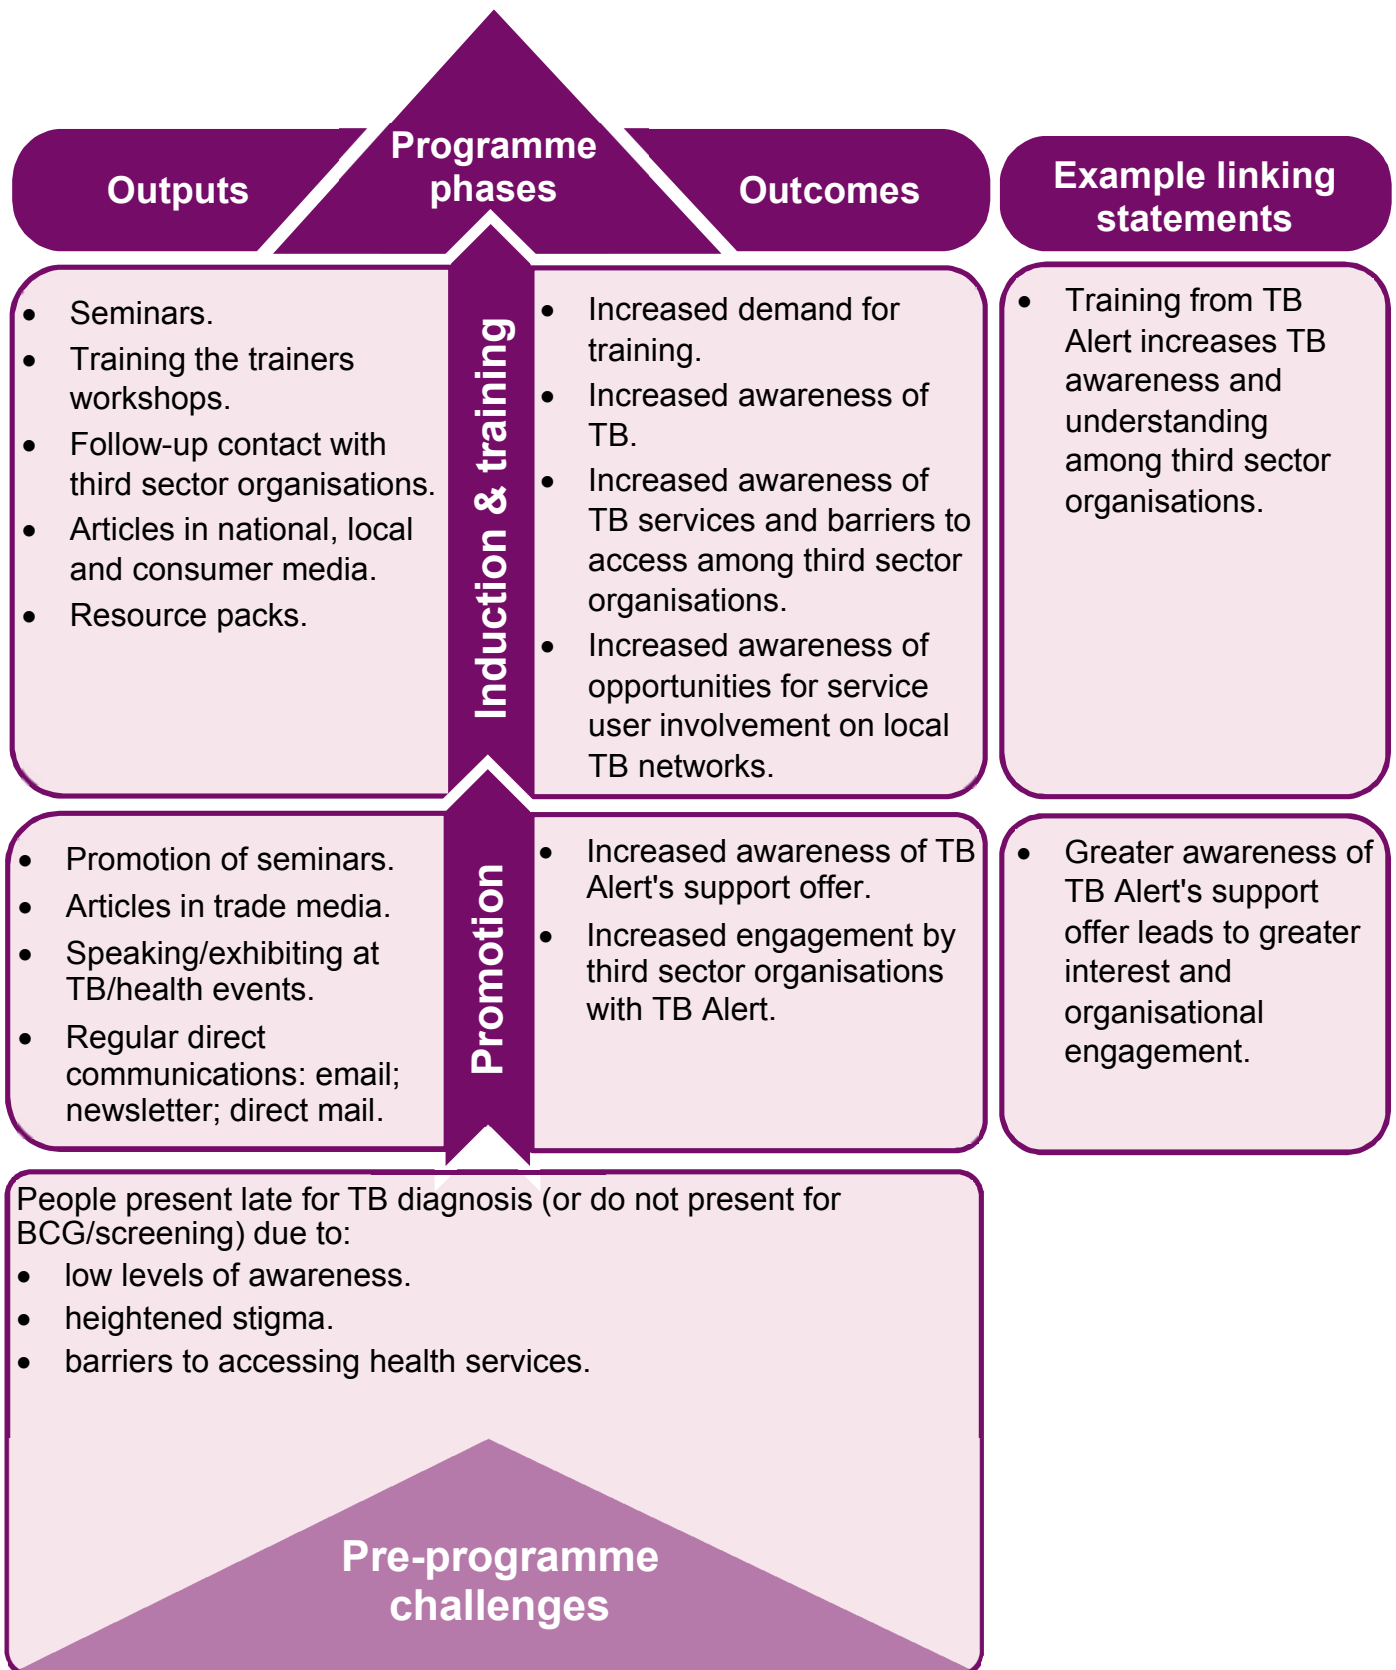 Programme
phases
Outputs
Outcomes
Example linking
statements
• Seminars.
• Training the trainers
workshops.
• Follow-up contact with
third sector organisations.
• Articles in national, local
and consumer media.
• Resource packs.
Induction & training
• Increased demand for
training.
• Increased awareness of
TB.
• Increased awareness of
TB services and barriers to
access among third sector
organisations.
• Increased awareness of
opportunities for service
user involvement on local
TB networks.
• Training from TB
Alert increases TB
awareness and
understanding
among third sector
organisations.
• Promotion of seminars.
• Articles in trade media.
• Speaking/exhibiting at
TB/health events.
• Regular direct
communications: email;
newsletter; direct mail.
Promotion
• Increased awareness of TB
Alert's support offer.
• Increased engagement by
third sector organisations
with TB Alert.
• Greater awareness of
TB Alert's support
offer leads to greater
interest and
organisational
engagement.
People present late for TB diagnosis (or do not present for
BCG/screening) due to:
• low levels of awareness.
• heightened stigma.
• barriers to accessing health services.
Pre-programme
challenges